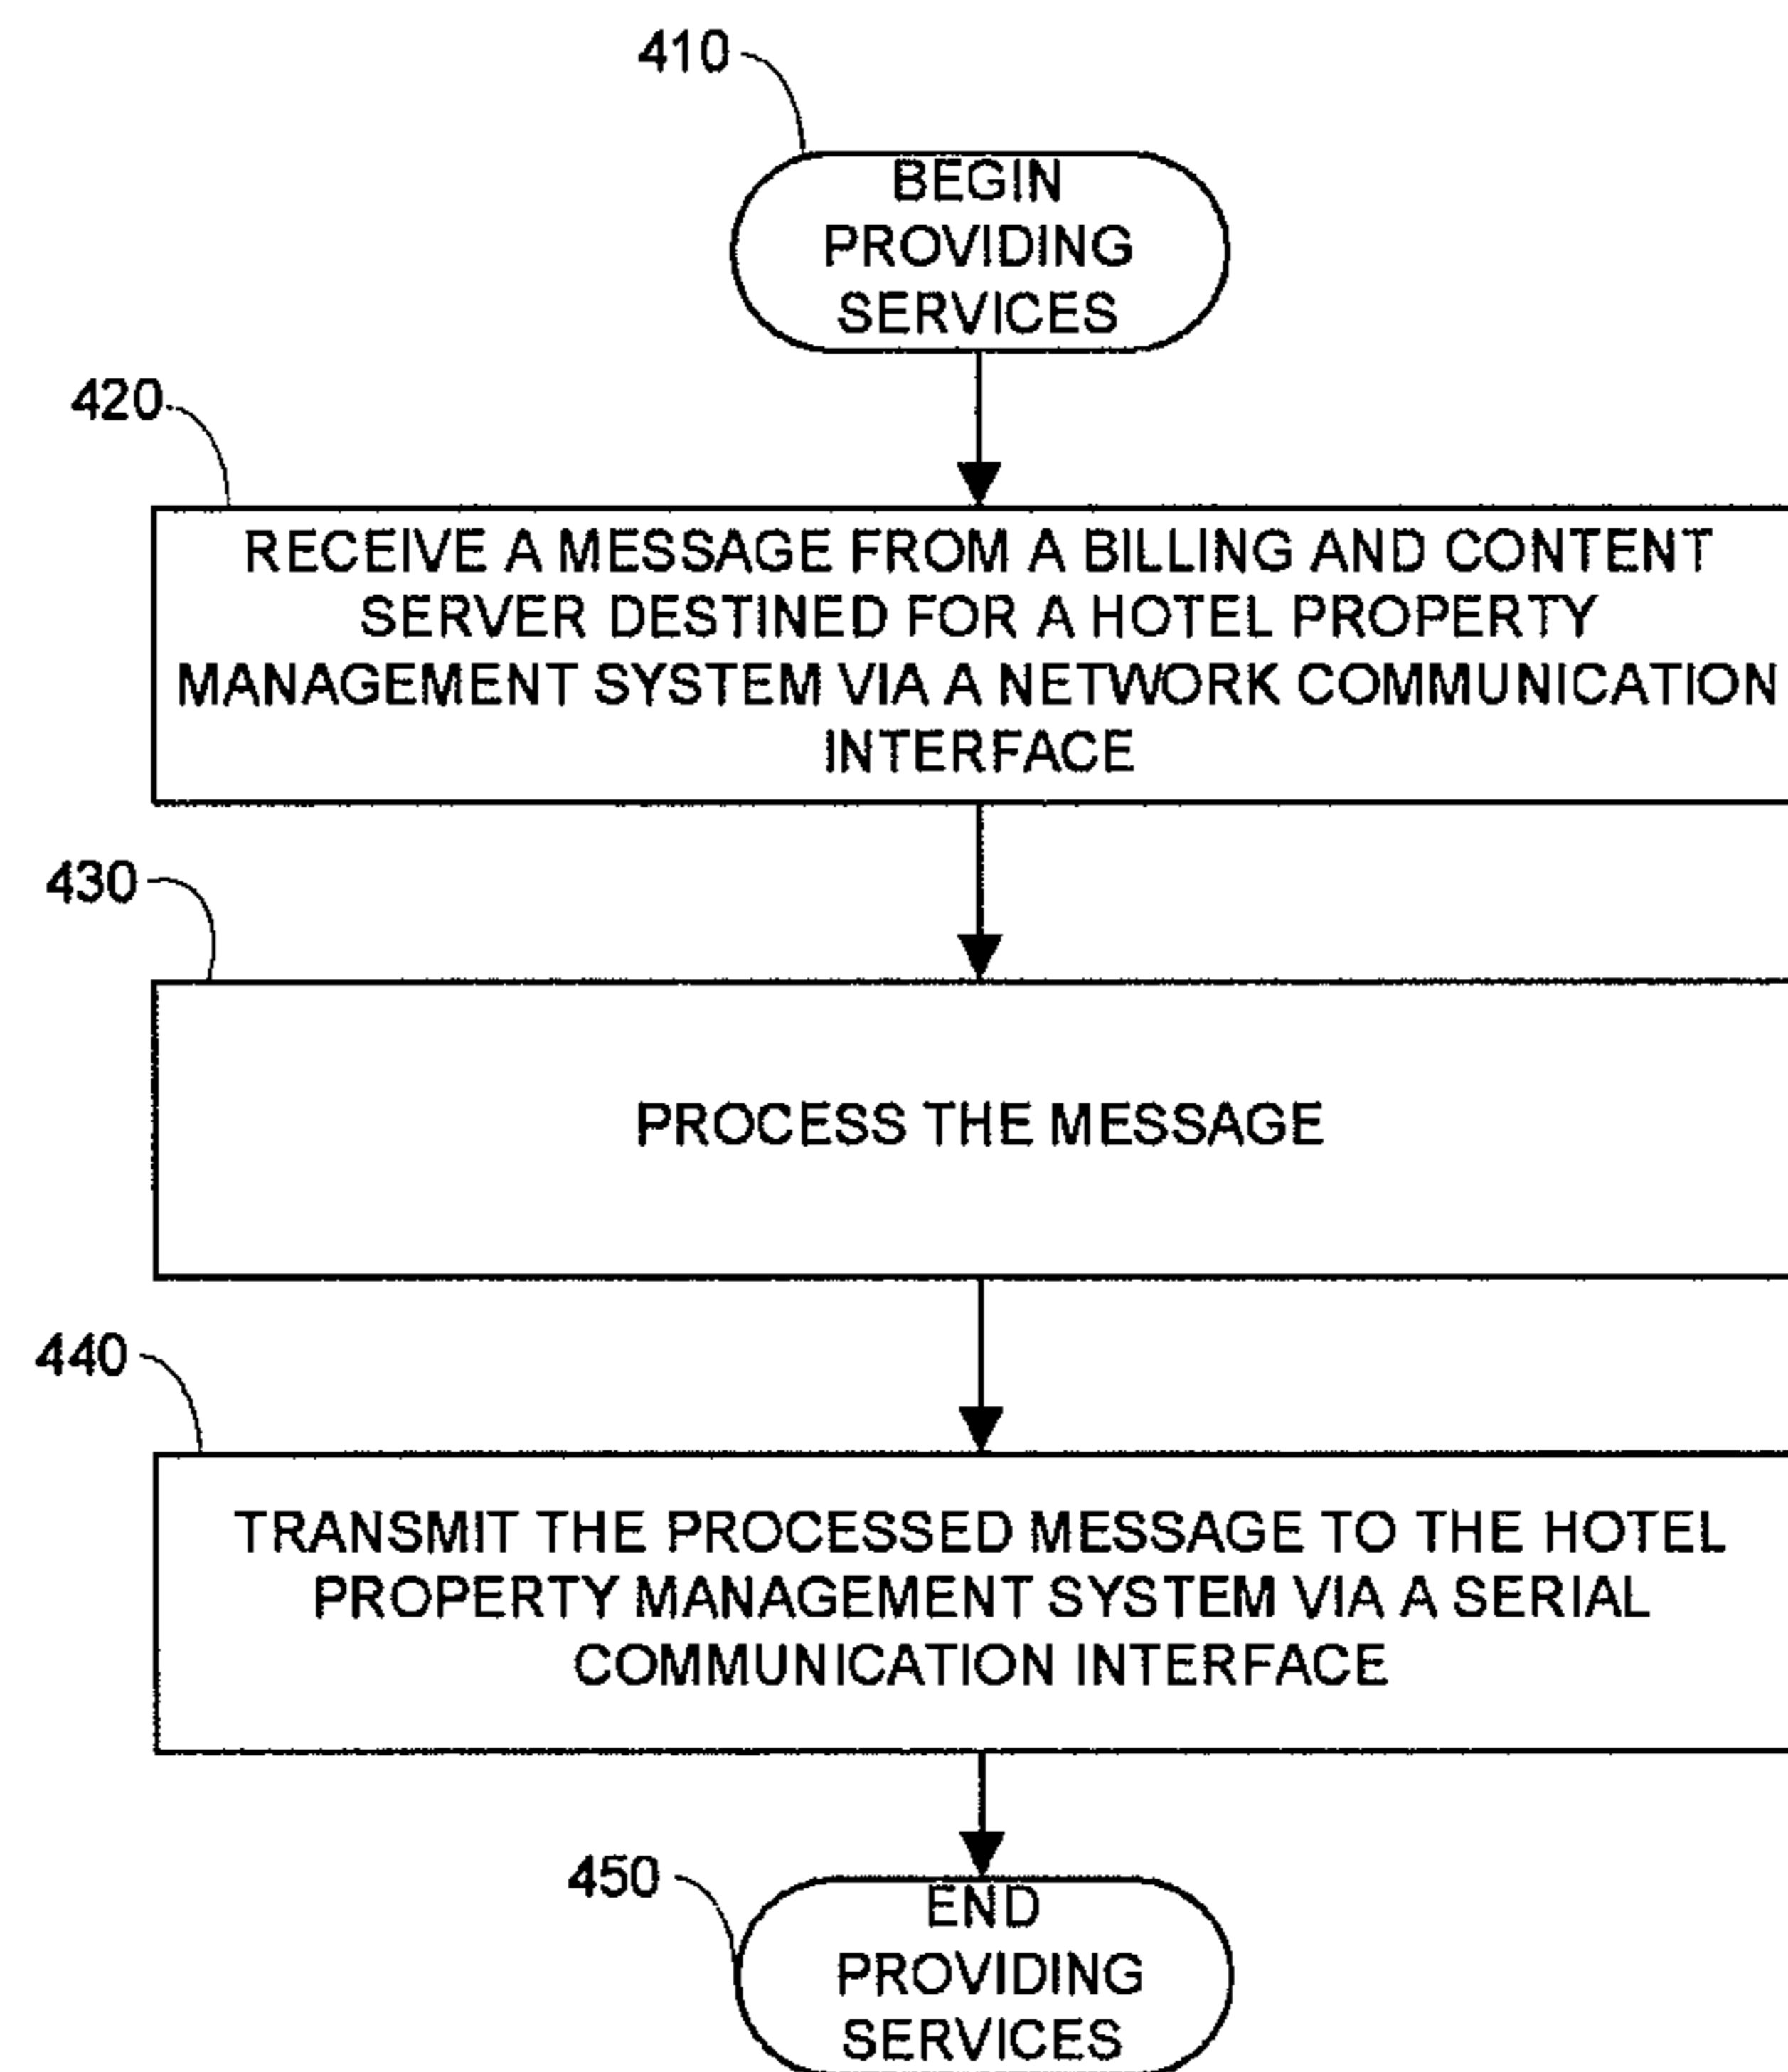 410
BEGIN
PROVIDING
SERVICES
420
RECEIVE A MESSAGE FROM A BILLING AND CONTENT
SERVER DESTINED FOR A HOTEL PROPERTY
MANAGEMENT SYSTEM VIA A NETWORK COMMUNICATION
INTERFACE
430
PROCESS THE MESSAGE
440
TRANSMIT THE PROCESSED MESSAGE TO THE HOTEL
PROPERTY MANAGEMENT SYSTEM VIA A SERIAL
COMMUNICATION INTERFACE
450
END
PROVIDING
SERVICES